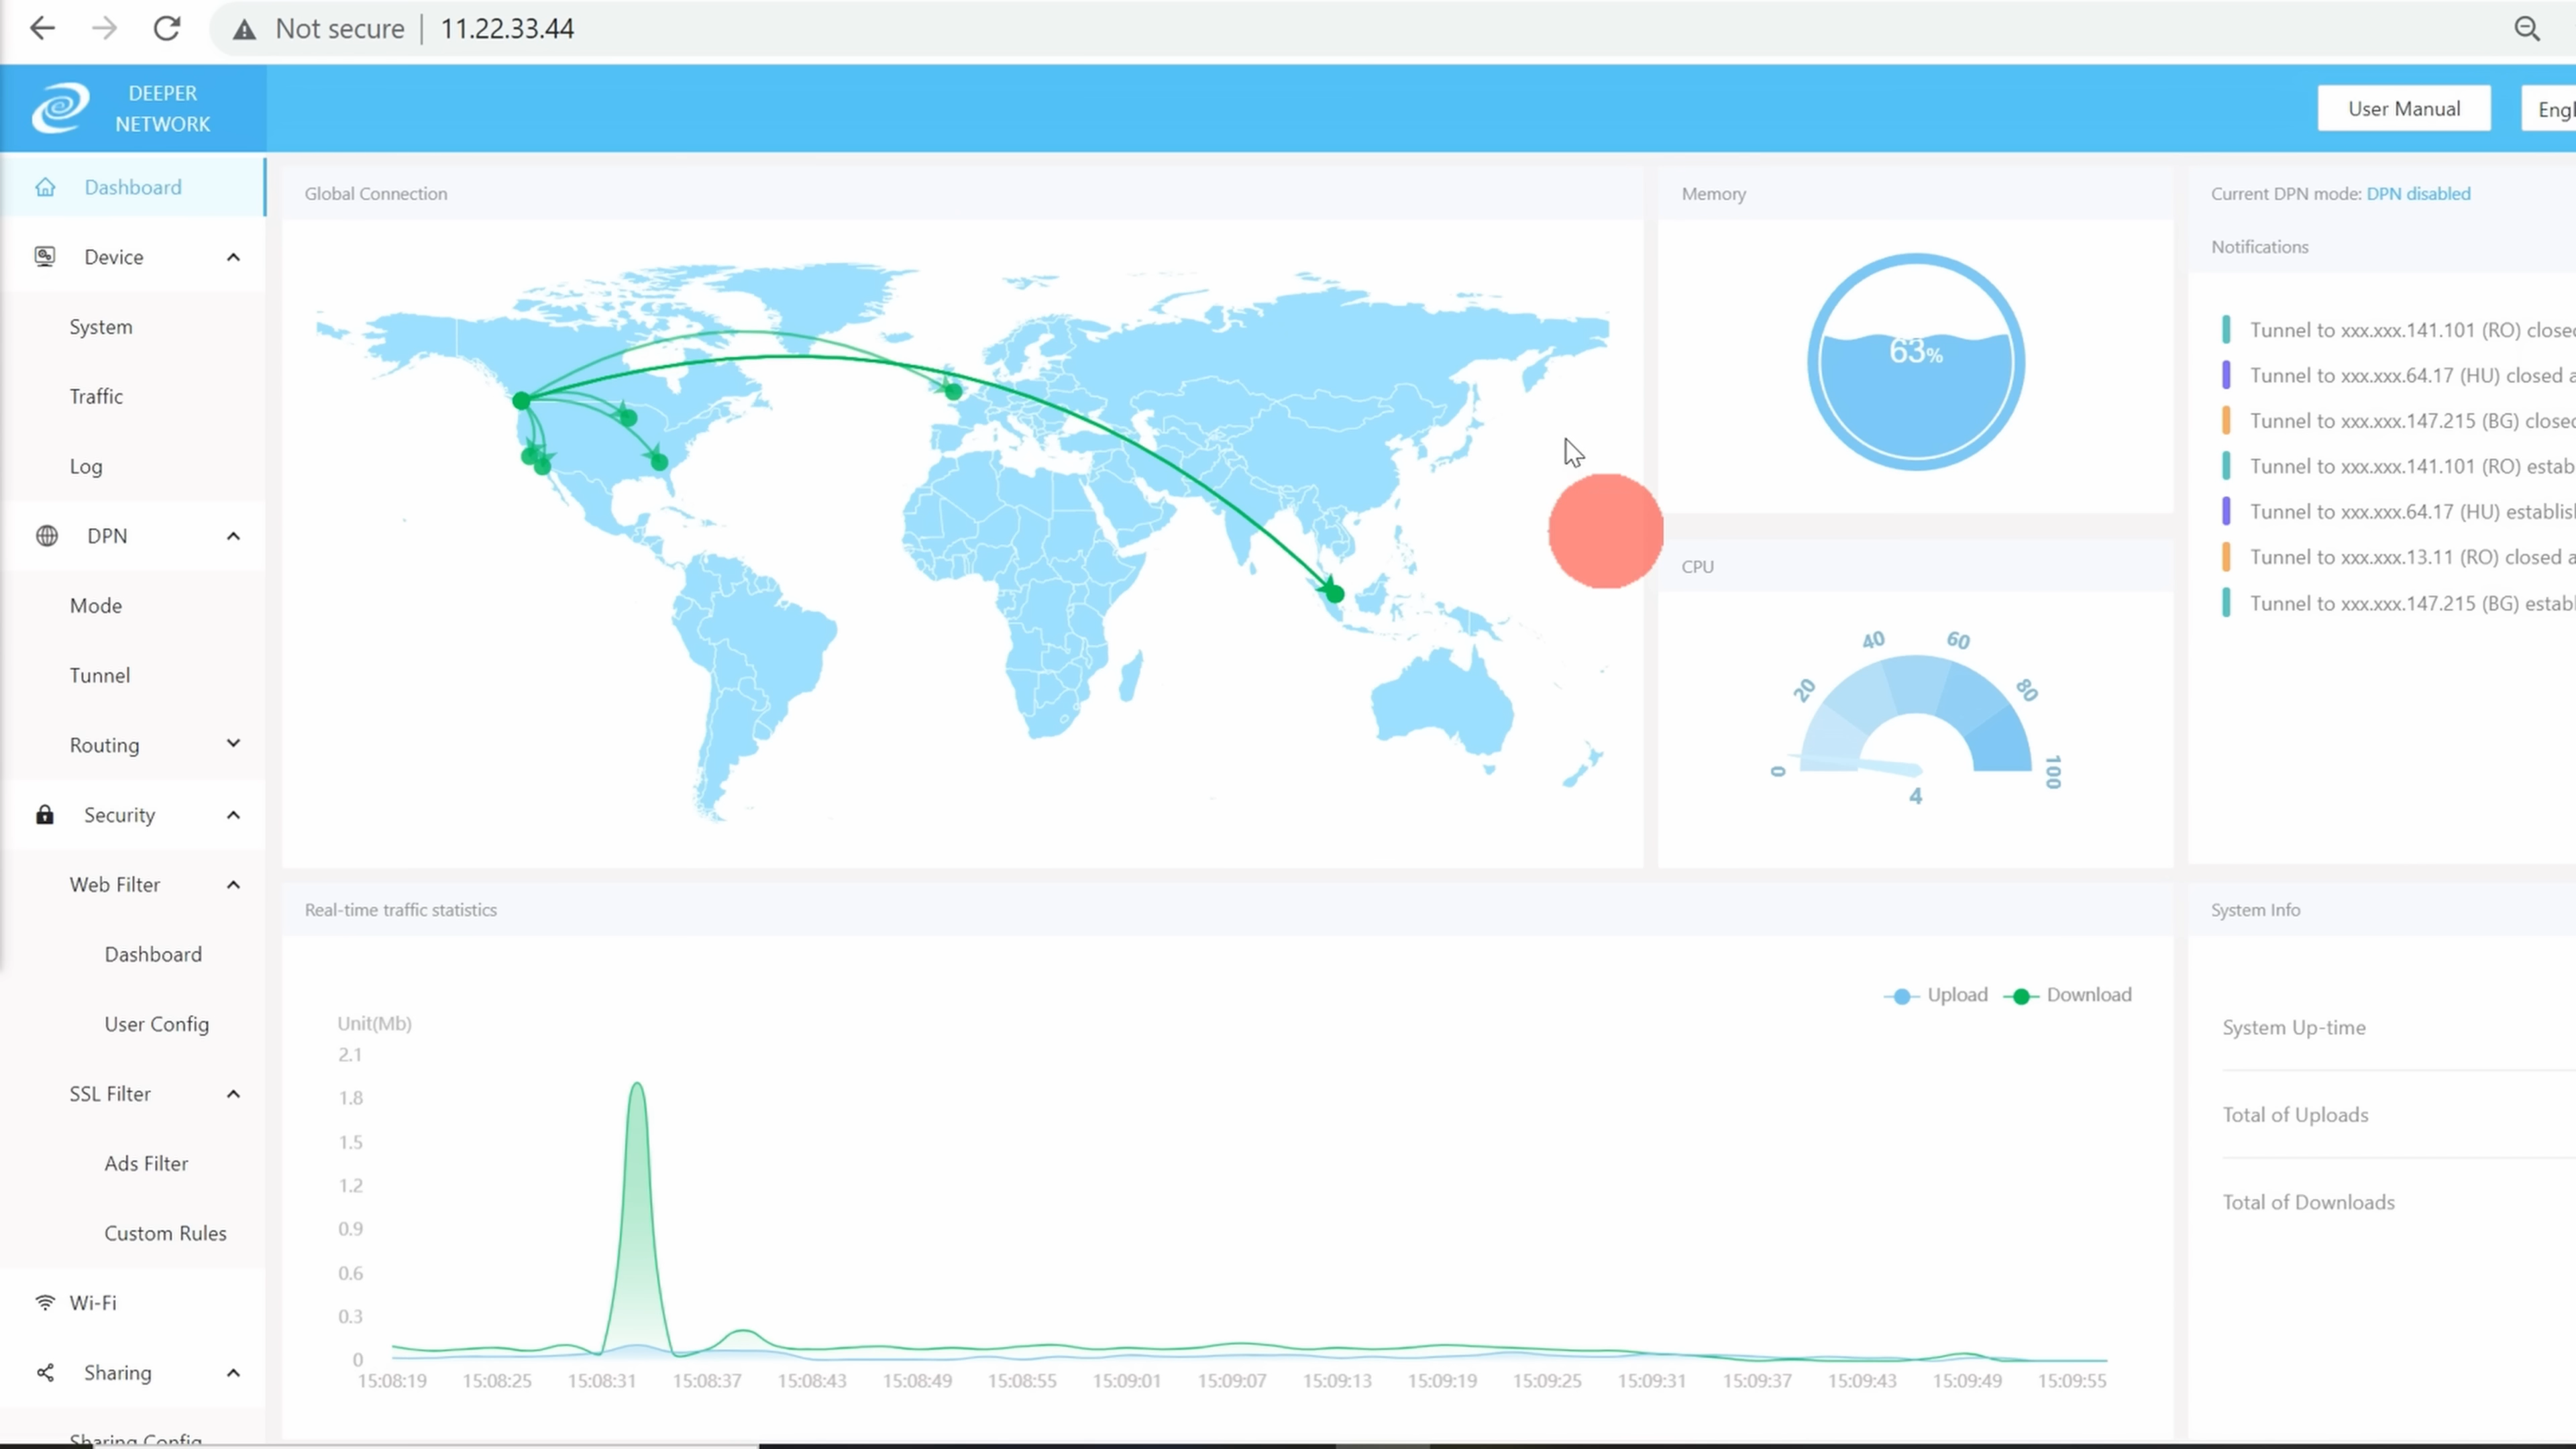 Not secure | 11.22.33.44
DEEPER
NETWORK
User Manual
Dashboard
Device
System
Traffic
Log
DPN
Mode
Tunnel
Routing
Security
Web Filter
Dashboard
User Config
SSL Filter
Ads Filter
Custom Rules
Wi-Fi
Sharing
Sharing Config
Global Connection
Memory
63%
CPU
0
20
40
60
80
100
4
Current DPN mode: DPN disabled
Notifications
Tunnel to xxx.xxx.141.101 (RO)
Tunnel to xxx.xxx.64.17 (HU) closed
Tunnel to xxx.xxx.147.215 (BG)
Tunnel to xxx.xxx.141.101 (RO)
Tunnel to xxx.xxx.64.17 (HU)
Tunnel to xxx.xxx.13.11 (RO) closed
Tunnel to xxx.xxx.147.215 (BG)
Real-time traffic statistics
Upload Download
Unit(Mb)
2.1
1.8
1.5
1.2
0.9
0.6
0.3
0
15:08:19 15:08:25 15:08:31 15:08:37 15:08:43 15:08:49 15:08:55 15:09:01 15:09:07 15:09:13 15:09:19 15:09:25 15:09:31 15:09:37 15:09:43 15:09:49 15:09:55
System Info
System Up-time
Total of Uploads
Total of Downloads